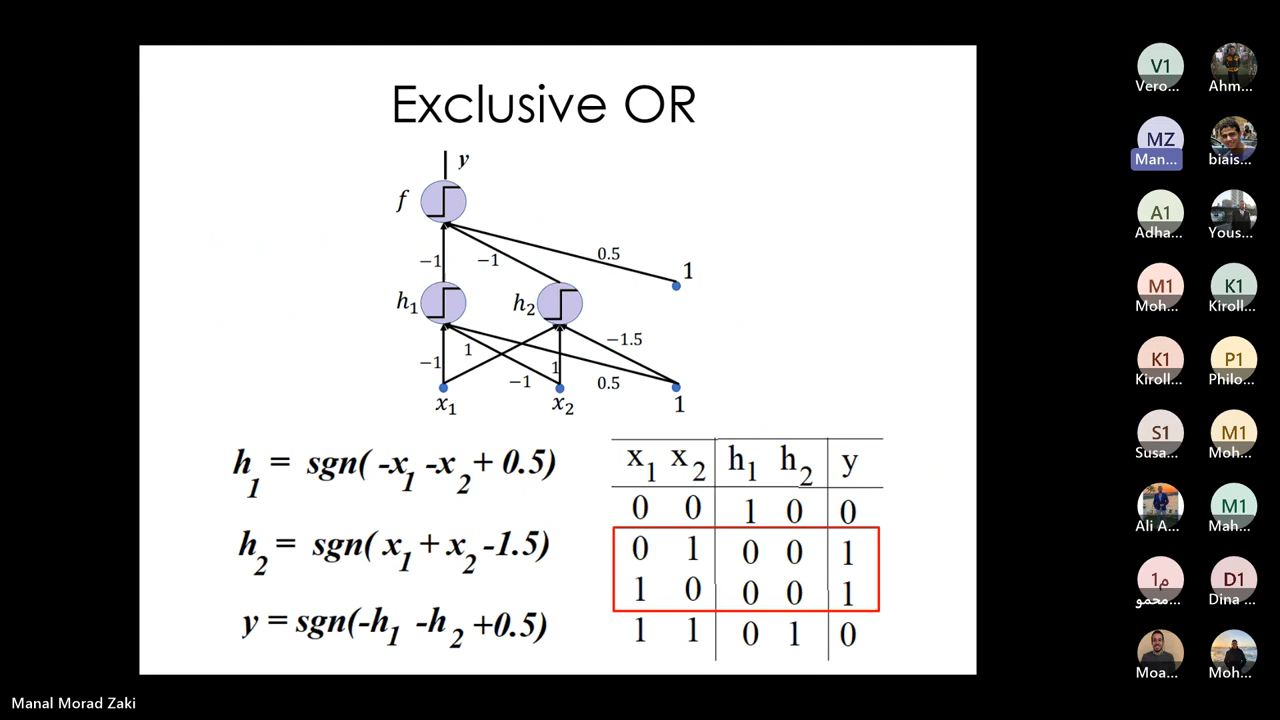 Exclusive OR
y
f
−1
−1
0.5
1
h₁
h₂
−1
1
−1
1
0.5
−1.5
x₁
x₂
1
h₁ = sgn( -x₁ -x₂ + 0.5)
h₂ = sgn( x₁ + x₂ -1.5)
y = sgn(-h₁ -h₂ +0.5)
x₁ x₂ h₁ h₂ y
0 0 1 0 0
0 1 0 0 1
1 0 0 0 1
1 1 0 1 0
V1
Vero...
Ahm...
MZ
Man...
biais...
A1
Adha...
Yous...
M1
Moh...
K1
Kiroll...
K1
Kiroll...
P1
Philo...
S1
Susa...
M1
Moh...
Ali A...
M1
Mah...
م1
محمو...
D1
Dina ...
Moa...
Moh...
Manal Morad Zaki